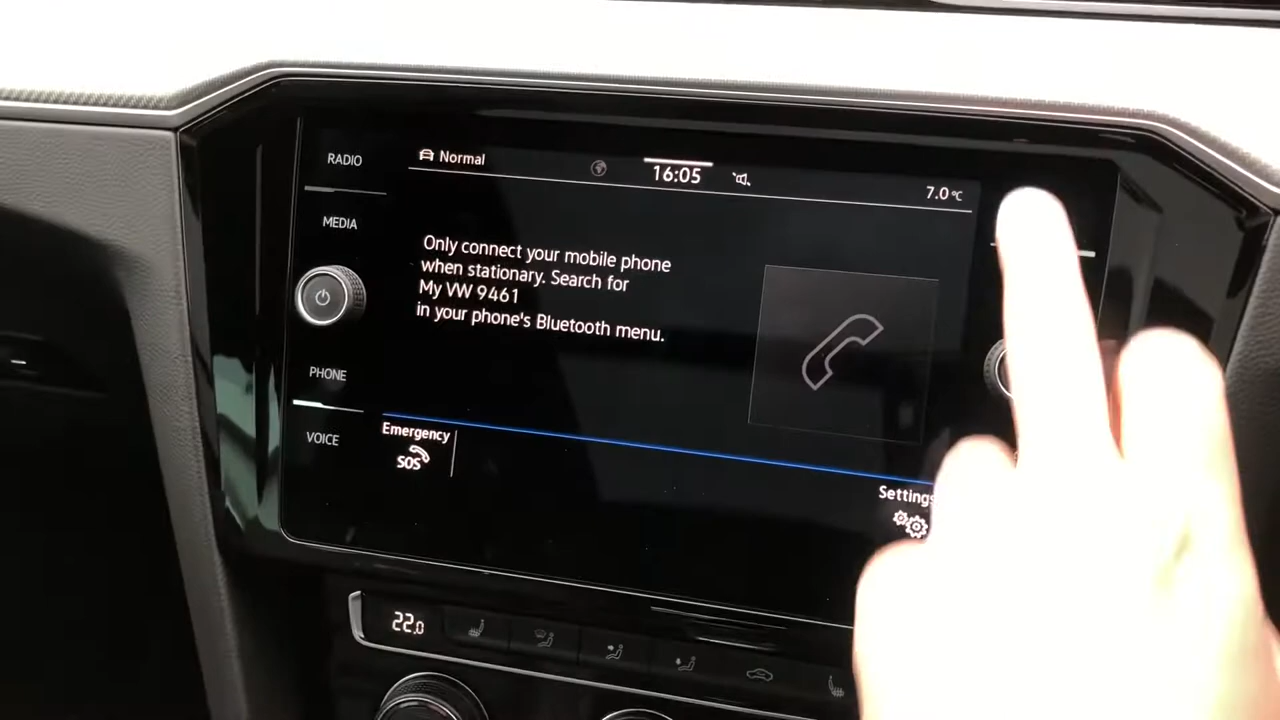 RADIO
MEDIA
PHONE
VOICE
Normal
16:05
7.0°C
Only connect your mobile phone
when stationary. Search for
My VW 9461
in your phone's Bluetooth menu.
Emergency
SOS
Settings
22.0